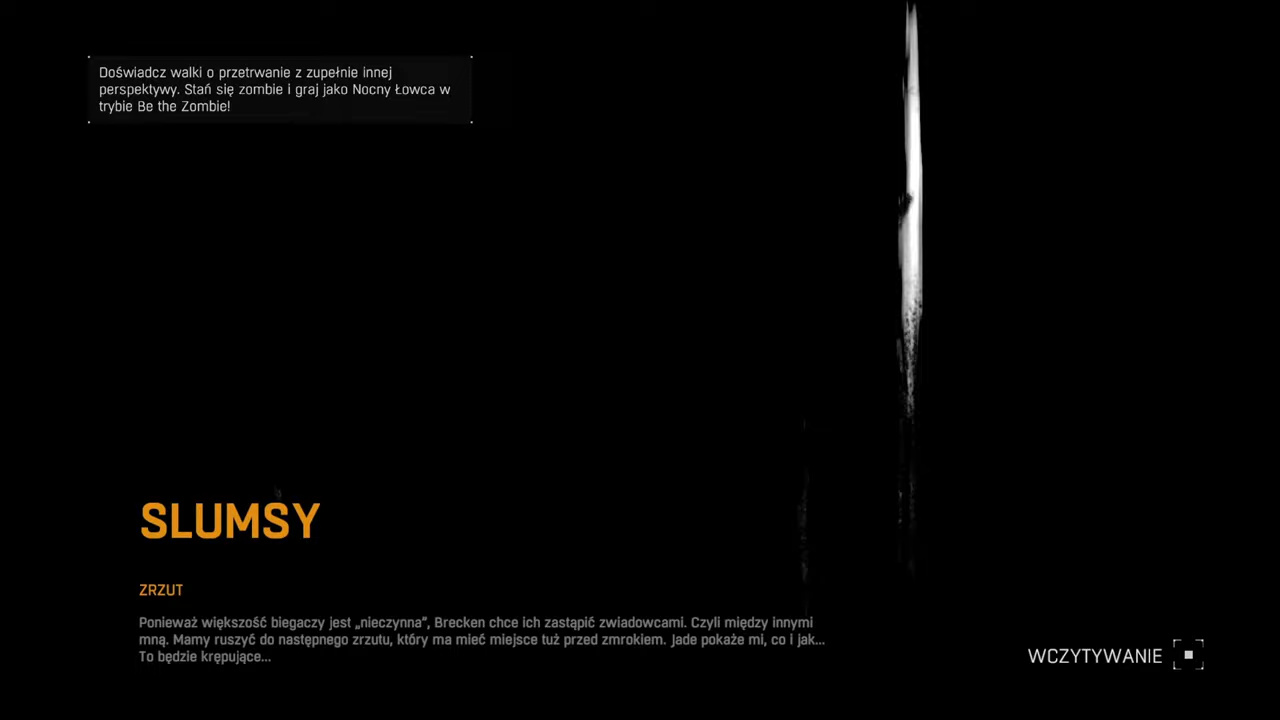 Doświadcz walki o przetrwanie z zupełnie innej
perspektywy. Stań się zombie i graj jako Nocny Łowca w
trybie Be the Zombie!
SLUMSY
ZRZUT
Ponieważ większość biegaczy jest „nieczynna”, Brecken chce ich zastąpić zwiadowcami. Czyli między innymi
mną. Mamy ruszyć do następnego zrzutu, który ma mieć miejsce tuż przed zmrokiem. Jade pokaże mi, co i jak...
To będzie krępujące...
WCZYTYWANIE